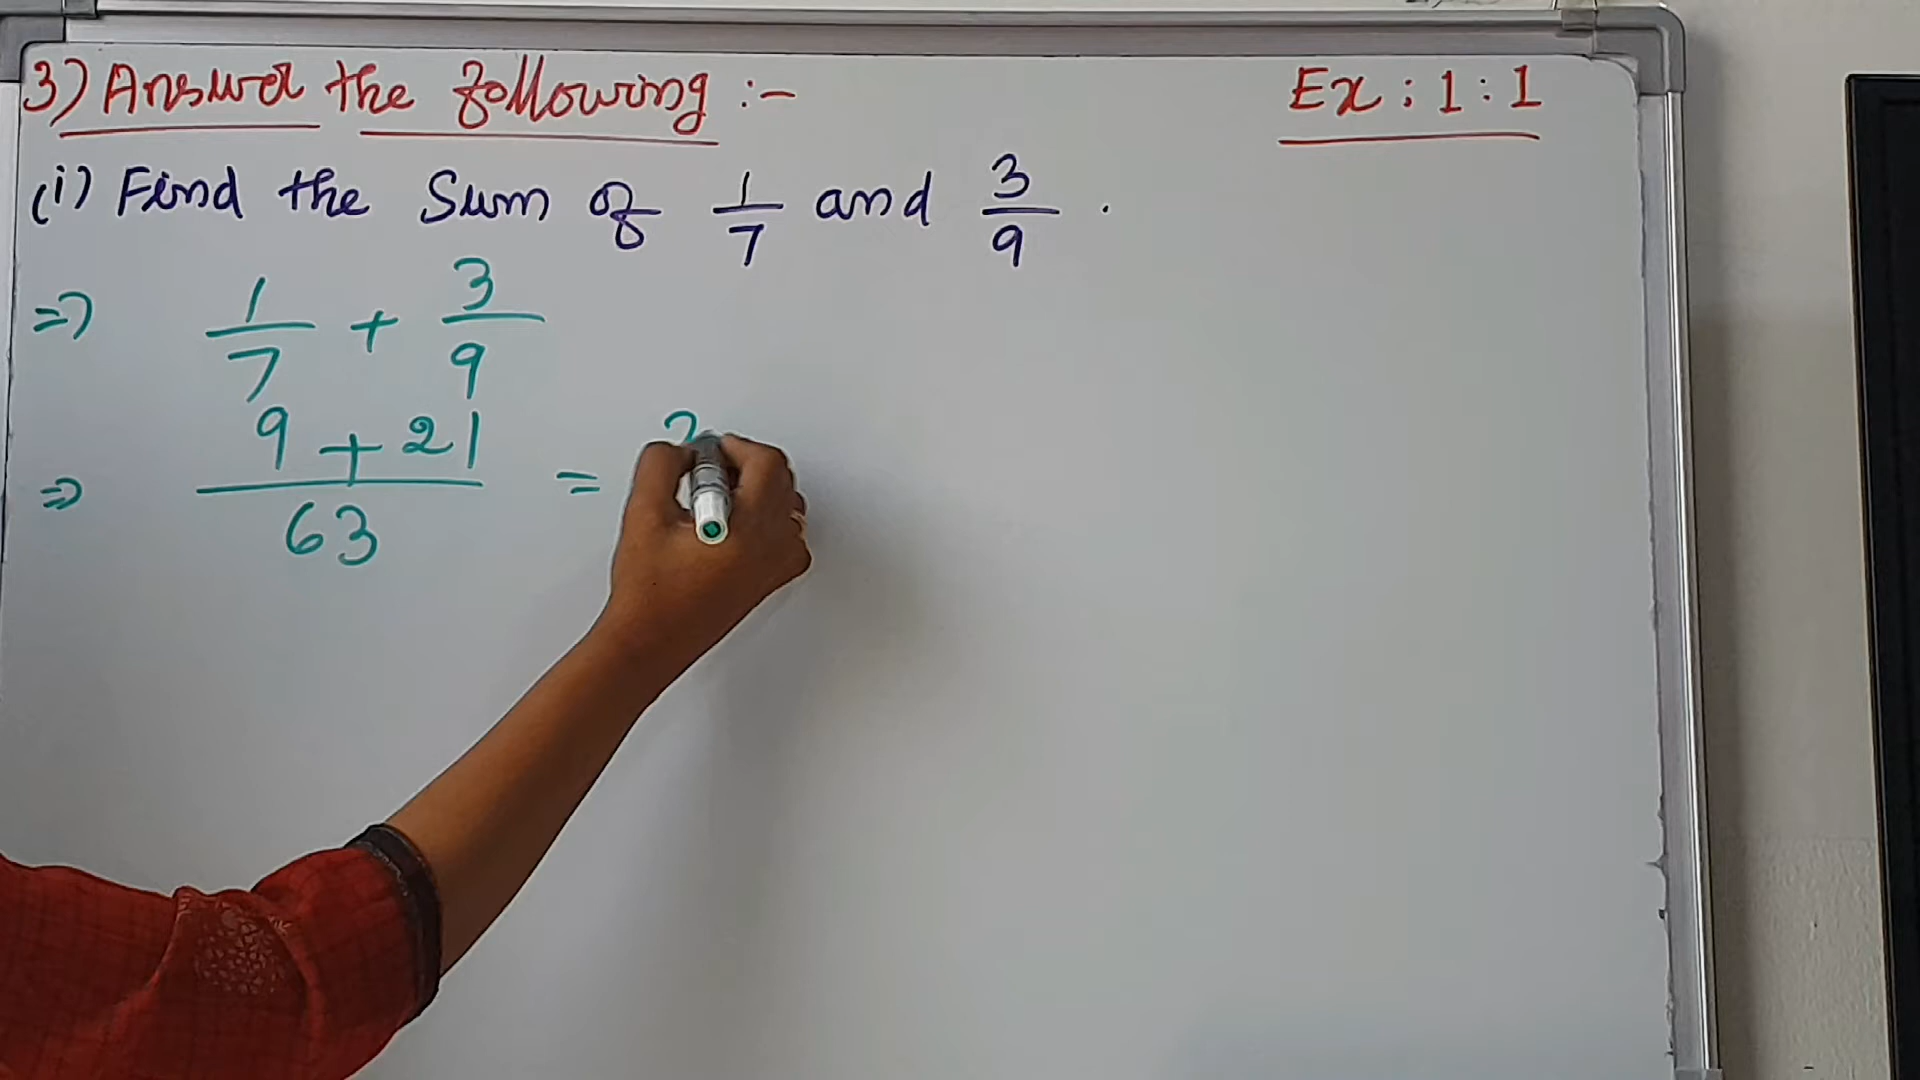 3) Answer the following :-
Ex : 1 : 1
(i) Find the Sum of 1/7 and 3/9 .
=> 1/7 + 3/9
=> 9 + 21 / 63 =